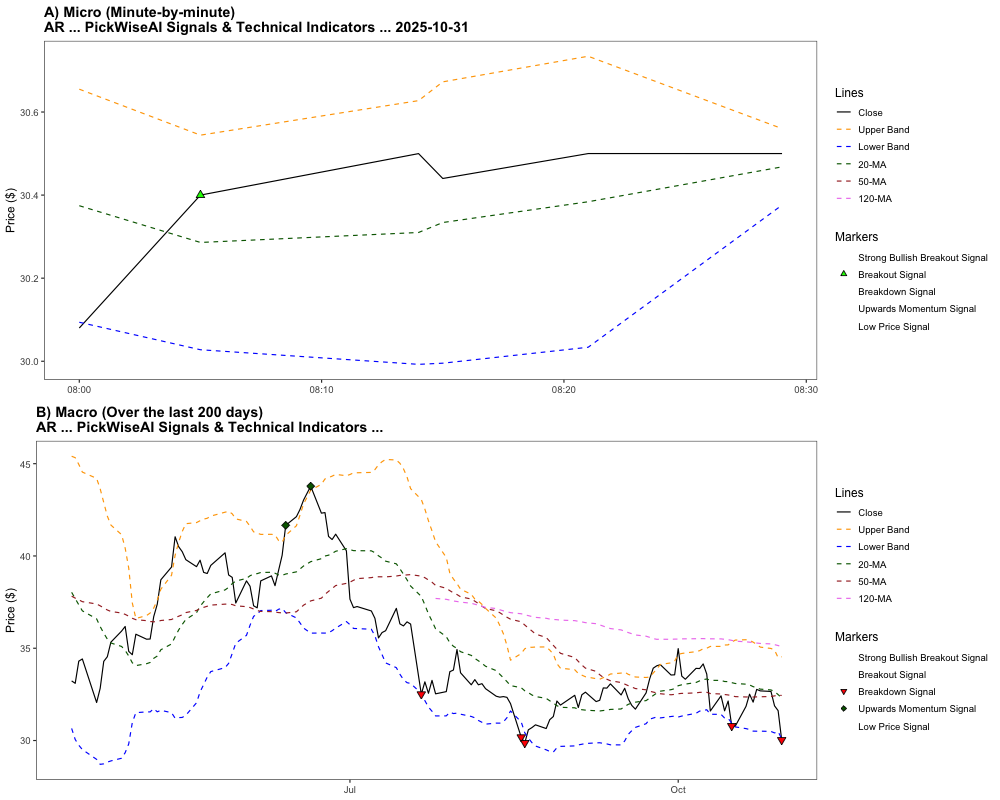 A) Micro (Minute-by-minute)
AR ... PickWiseAI Signals & Technical Indicators ... 2025-10-31
Price ($)
30.6
30.4
30.2
30.0
08:00
08:10
08:20
08:30
Lines
Close
Upper Band
Lower Band
20-MA
50-MA
120-MA
Markers
Strong Bullish Breakout Signal
Breakout Signal
Breakdown Signal
Upwards Momentum Signal
Low Price Signal
B) Macro (Over the last 200 days)
AR ... PickWiseAI Signals & Technical Indicators ...
Price ($)
45
40
35
30
Jul
Oct
Lines
Close
Upper Band
Lower Band
20-MA
50-MA
120-MA
Markers
Strong Bullish Breakout Signal
Breakout Signal
Breakdown Signal
Upwards Momentum Signal
Low Price Signal